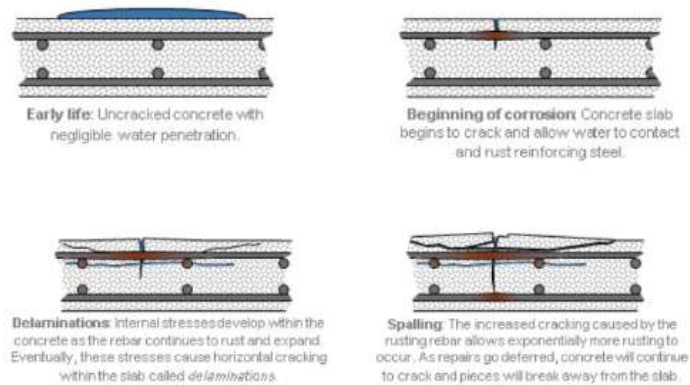 Early life: Uncracked concrete with
negligible water penetration.
Beginning of corrosion: Concrete slab
begins to crack and allow water to contact
and rust reinforcing steel.
Delaminations: Internal stresses develop within the
concrete as the rebar continues to rust and expand.
Eventually, these stresses cause horizontal cracking
within the slab called delaminations.
Spalling: The increased cracking caused by the
rusting rebar allows exponentially more rusting to
occur. As repairs go deferred, concrete will continue
to crack and pieces will break away from the slab.